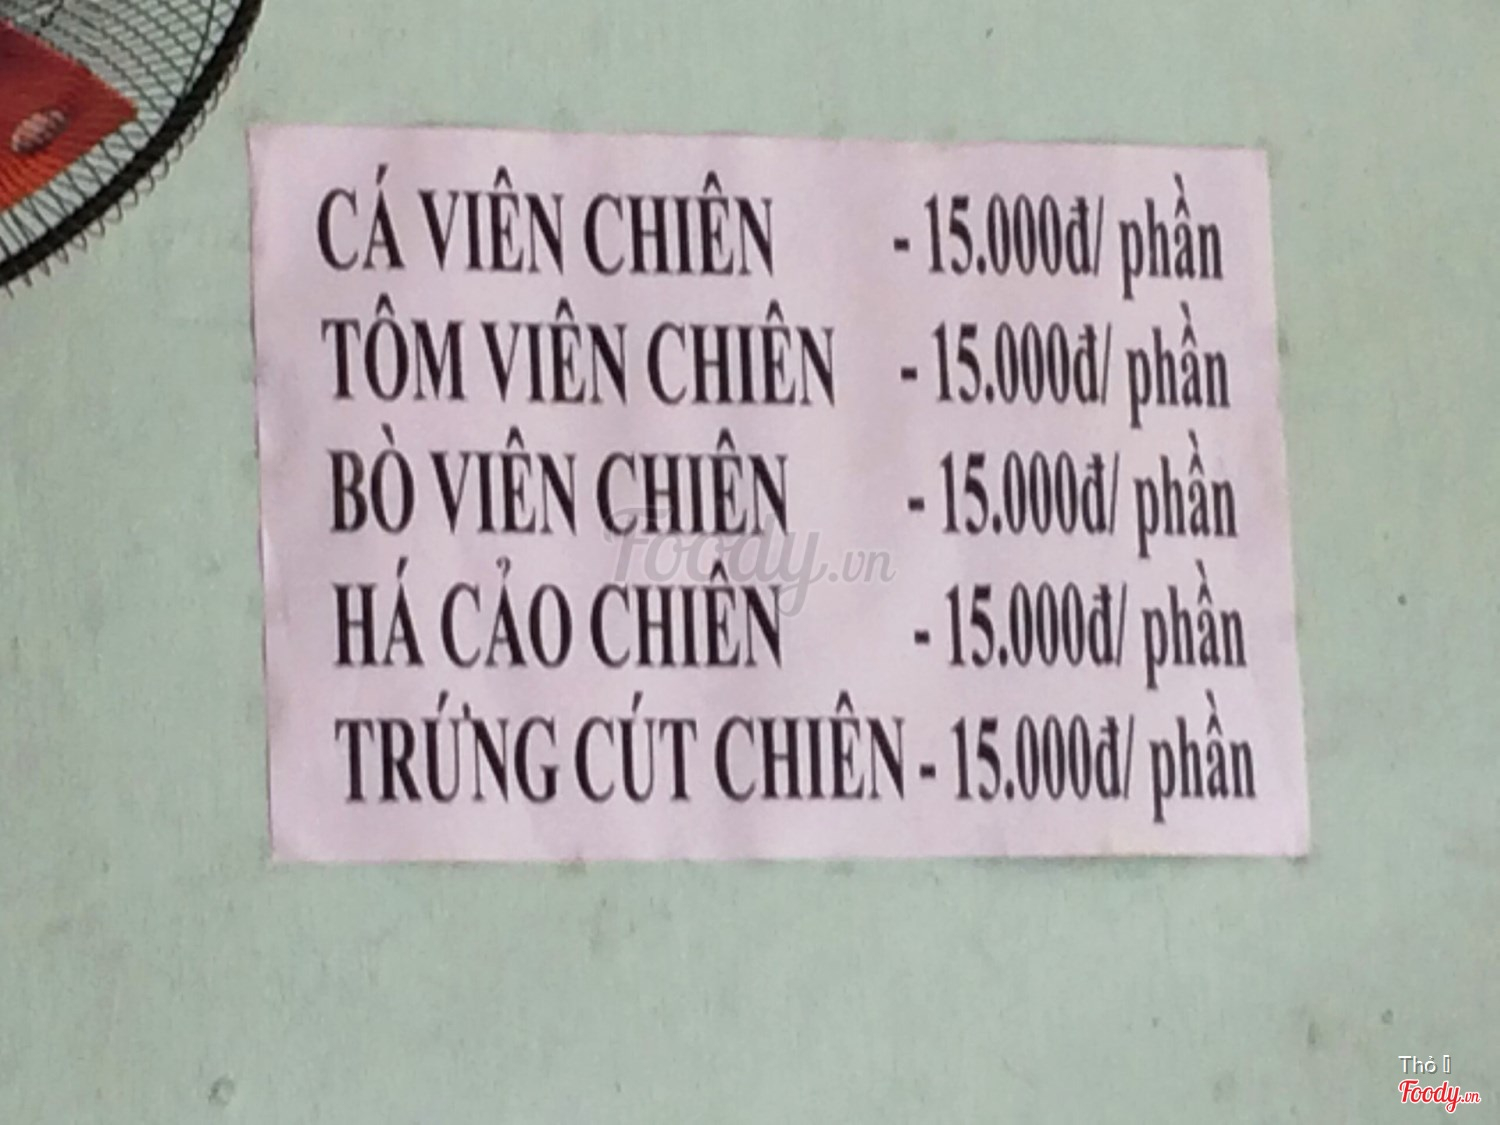 CÁ VIÊN CHIÊN - 15.000đ/ phần
TÔM VIÊN CHIÊN - 15.000đ/ phần
BÒ VIÊN CHIÊN - 15.000đ/ phần
Foody.vn
HÁ CẢO CHIÊN - 15.000đ/ phần
TRỨNG CÚT CHIÊN - 15.000đ/ phần
Thỏ
Foody.vn